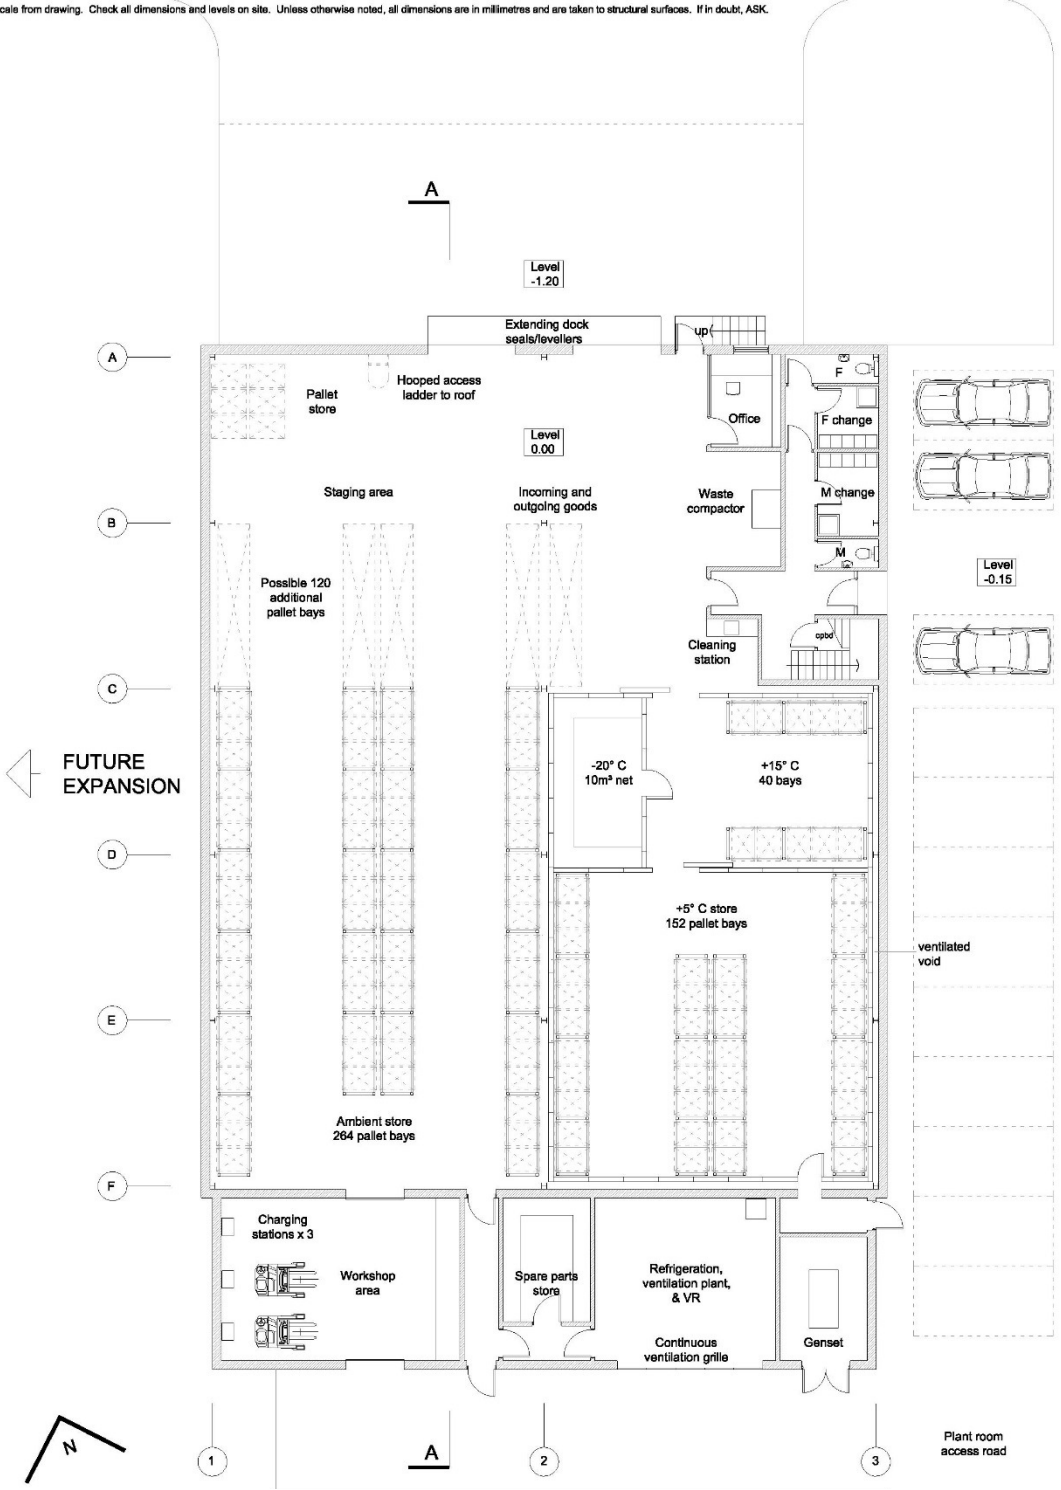 cale from drawing. Check all dimensions and levels on site. Unless otherwise noted, all dimensions are in millimetres and are taken to structural surfaces. If in doubt, ASK.
A
Level
-1.20
Extending dock
seals/levellers
up
A
Pallet
store
Hooped access
ladder to roof
Office
F
F change
Level
0.00
Staging area
Incoming and
outgoing goods
Waste
compactor
M change
B
M
Level
-0.15
Possible 120
additional
pallet bays
cpbd
Cleaning
station
C
FUTURE
EXPANSION
-20° C
10m³ net
+15° C
40 bays
D
+5° C store
152 pallet bays
ventilated
void
E
Ambient store
264 pallet bays
F
Charging
stations x 3
Workshop
area
Spare parts
store
Refrigeration,
ventilation plant,
& VR
Continuous
ventilation grille
Genset
N
1
A
2
3
Plant room
access road